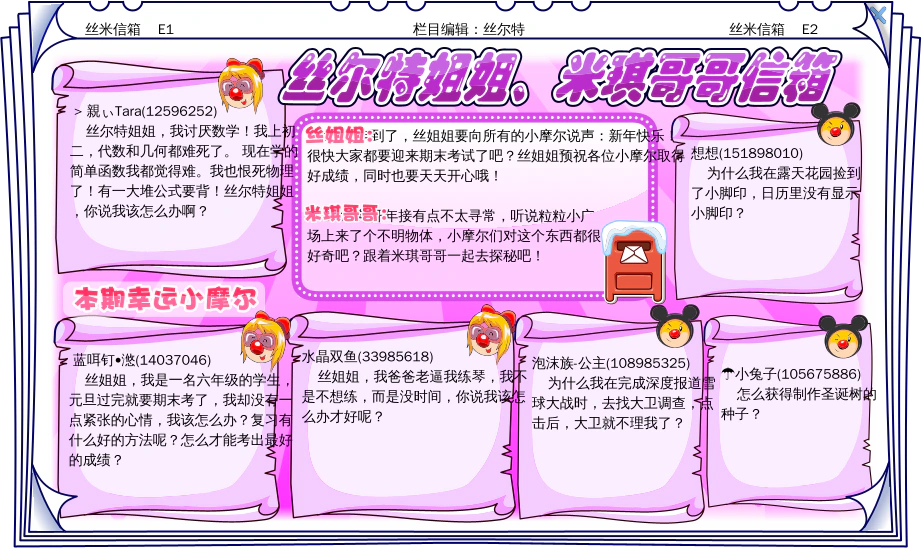 丝米信箱 E1
栏目编辑：丝尔特
丝米信箱 E2
丝尔特姐姐、米琪哥哥信箱
＞親ぃTara(12596252)
丝尔特姐姐，我讨厌数学！我上初
二，代数和几何都难死了。 现在学的
简单函数我都觉得难。我也恨死物理
了！有一大堆公式要背！丝尔特姐姐
，你说我该怎么办啊？
丝姐姐：到了，丝姐姐要向所有的小摩尔说声：新年快乐
很快大家都要迎来期末考试了吧？丝姐姐预祝各位小摩尔取得
好成绩，同时也要天天开心哦！
米琪哥哥：年接有点不太寻常，听说粒粒小广
场上来了个不明物体，小摩尔们对这个东西都很
好奇吧？跟着米琪哥哥一起去探秘吧！
想想(151898010)
为什么我在露天花园捡到
了小脚印，日历里没有显示
小脚印？
本期幸运小摩尔
蓝咡钉•滺(14037046)
丝姐姐，我是一名六年级的学生，
元旦过完就要期末考了，我却没有一
点紧张的心情，我该怎么办？复习有
什么好的方法呢？怎么才能考出最好
的成绩？
水晶双鱼(33985618)
丝姐姐，我爸爸老逼我练琴，我不
是不想练，而是没时间，你说我该怎
么办才好呢？
泡沫族-公主(108985325)
为什么我在完成深度报道雪
球大战时，去找大卫调查，点
击后，大卫就不理我了？
☂小兔子(105675886)
怎么获得制作圣诞树的
种子？